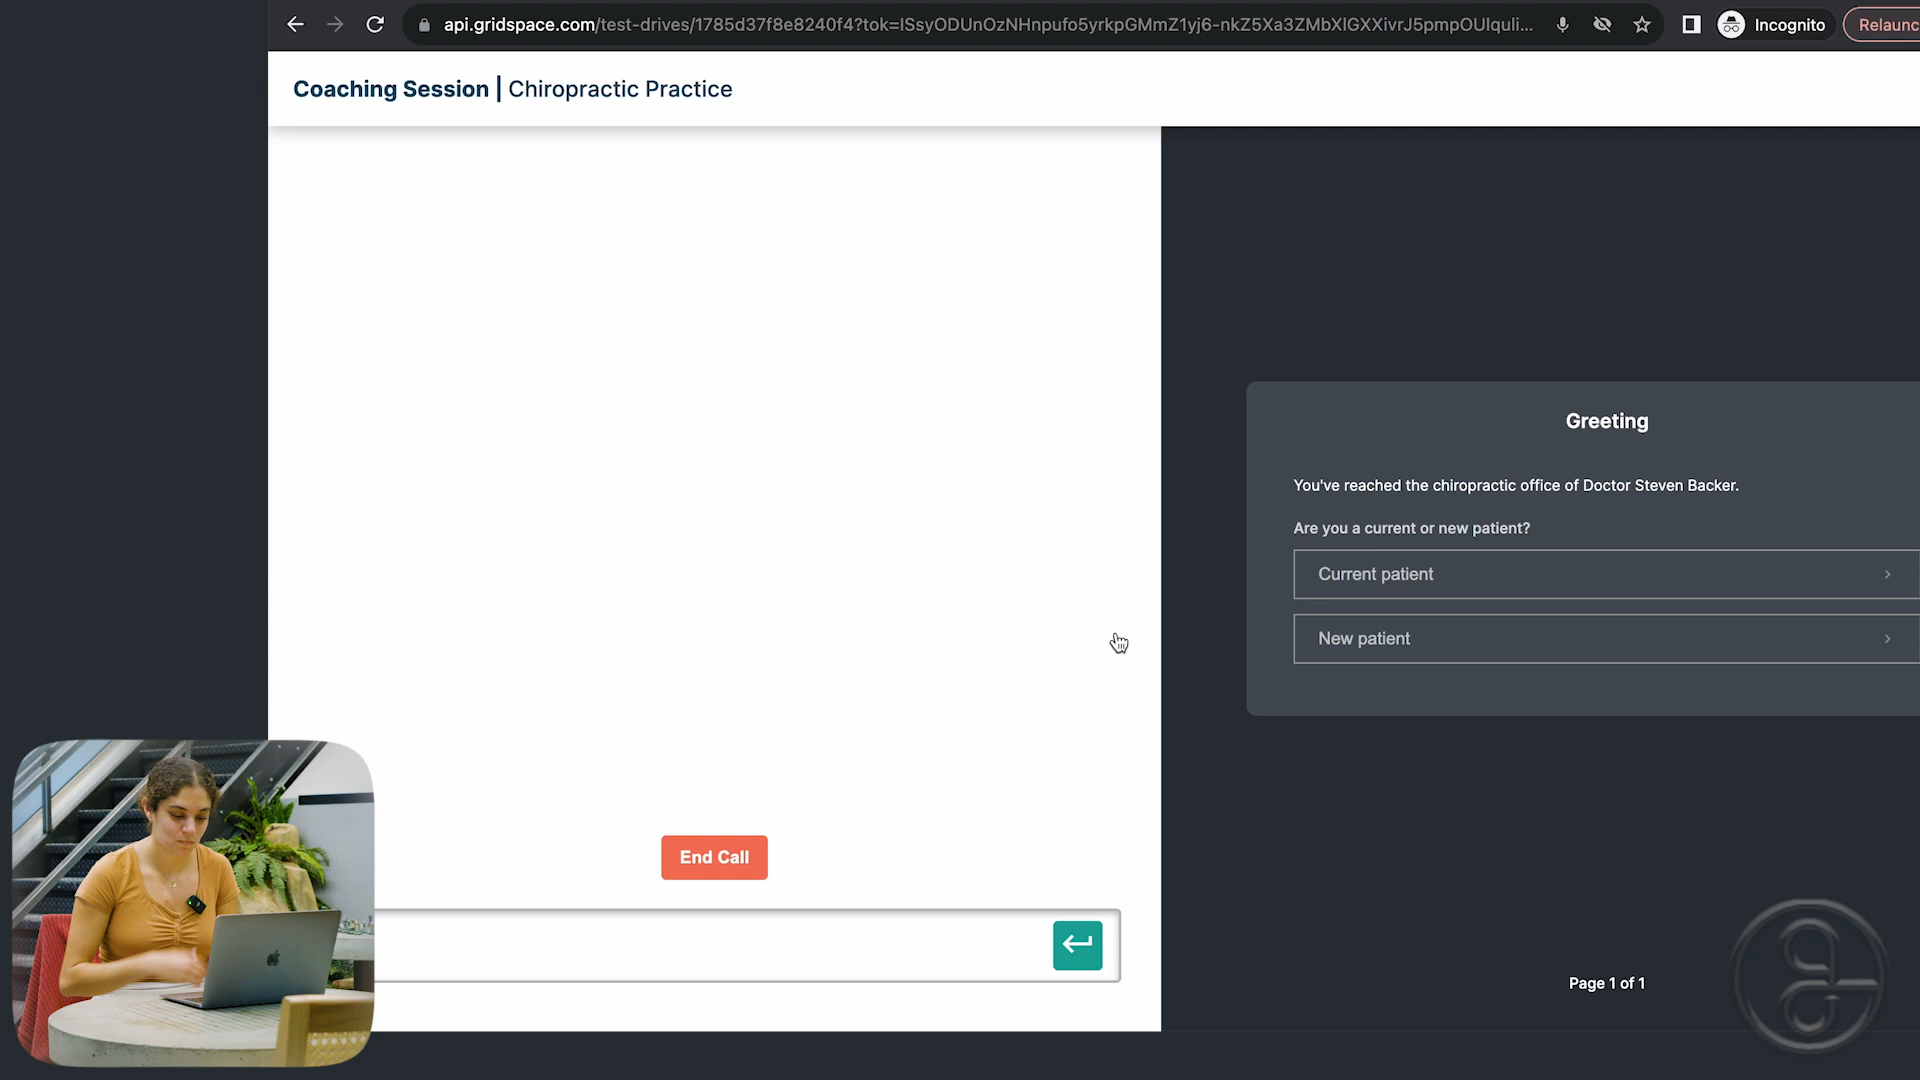 api.gridspace.com/test-drives/1785d37f8e8240f4?tok=ISsyODUnOzNHnpufo5yrkpGMmZ1yj6-nkZ5Xa3ZMbXlGXXivrJ5pmpOUlquli...
Incognito
Relaunc
Coaching Session | Chiropractic Practice
Greeting
You've reached the chiropractic office of Doctor Steven Backer.
Are you a current or new patient?
Current patient
New patient
End Call
Page 1 of 1